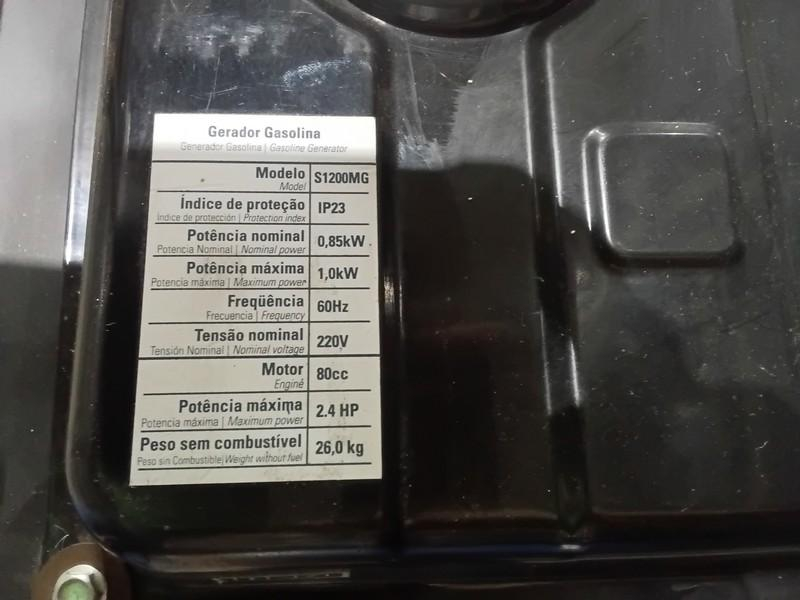 Gerador Gasolina
Generador Gasolina | Gasoline Generator
Modelo S1200MG
Model
Índice de proteção IP23
Índice de protección | Protection index
Potência nominal 0,85kW
Potencia Nominal | Nominal power
Potência máxima 1,0kW
Potencia máxima | Maximum power
Freqüência 60Hz
Frecuencia | Frequency
Tensão nominal 220V
Tensión Nominal | Nominal voltage
Motor 80cc
Engine
Potência máxima 2.4 HP
Potencia máxima | Maximum power
Peso sem combustível 26,0 kg
Peso sin Combustible | Weight without fuel